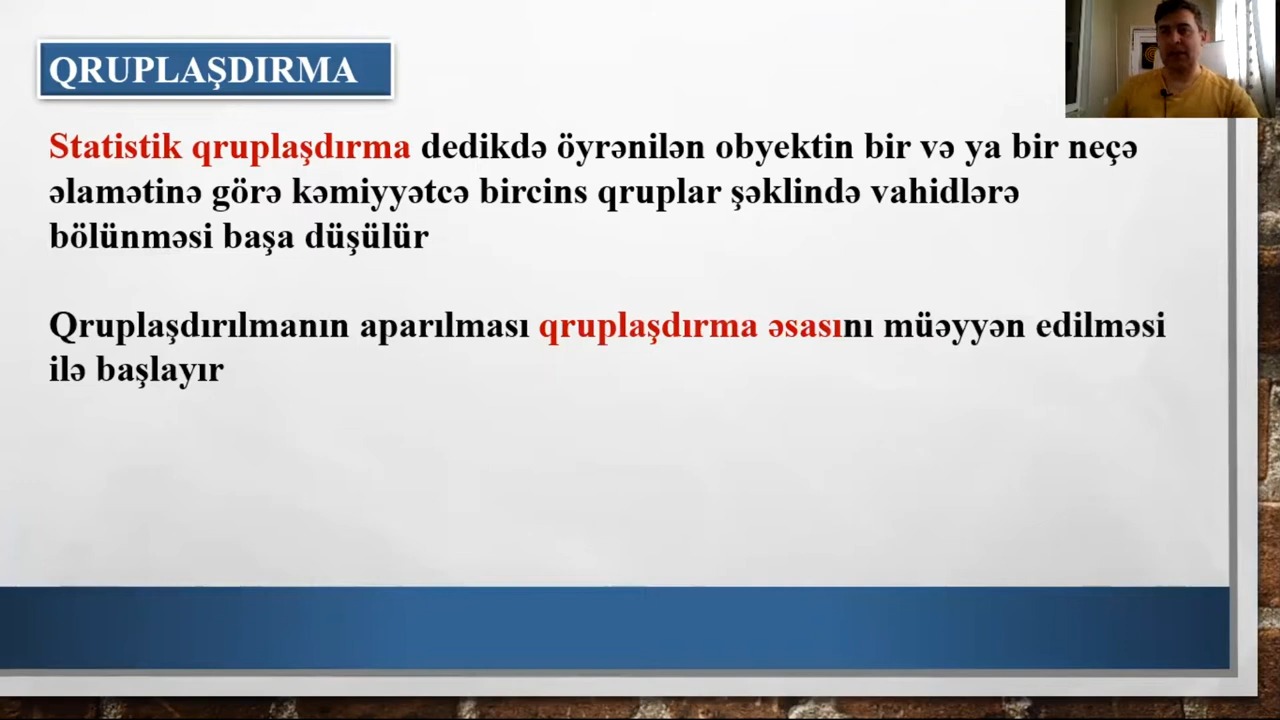 QRUPLAŞDIRMA
Statistik qruplaşdırma dedikdə öyrənilən obyektin bir və ya bir neçə
əlamətinə görə kəmiyyətcə bircins qruplar şəklində vahidlərə
bölünməsi başa düşülür
Qruplaşdırılmanın aparılması qruplaşdırma əsasını müəyyən edilməsi
ilə başlayır